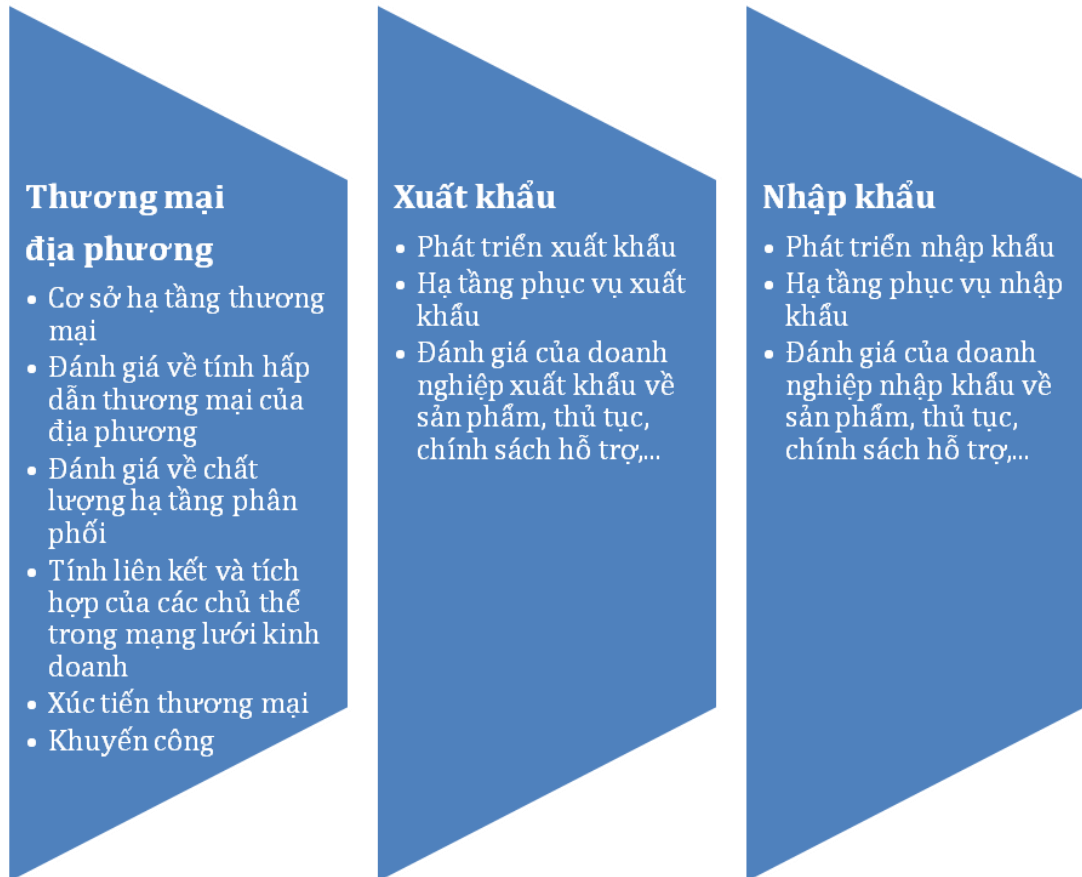 Thương mại
địa phương
• Cơ sở hạ tầng thương
mại
• Đánh giá về tính hấp
dẫn thương mại của
địa phương
• Đánh giá về chất
lượng hạ tầng phân
phối
• Tính liên kết và tích
hợp của các chủ thể
trong mạng lưới kinh
doanh
• Xúc tiến thương mại
• Khuyến công
Xuất khẩu
• Phát triển xuất khẩu
• Hạ tầng phục vụ xuất
khẩu
• Đánh giá của doanh
nghiệp xuất khẩu về
sản phẩm, thủ tục,
chính sách hỗ trợ,...
Nhập khẩu
• Phát triển nhập khẩu
• Hạ tầng phục vụ nhập
khẩu
• Đánh giá của doanh
nghiệp nhập khẩu về
sản phẩm, thủ tục,
chính sách hỗ trợ,...